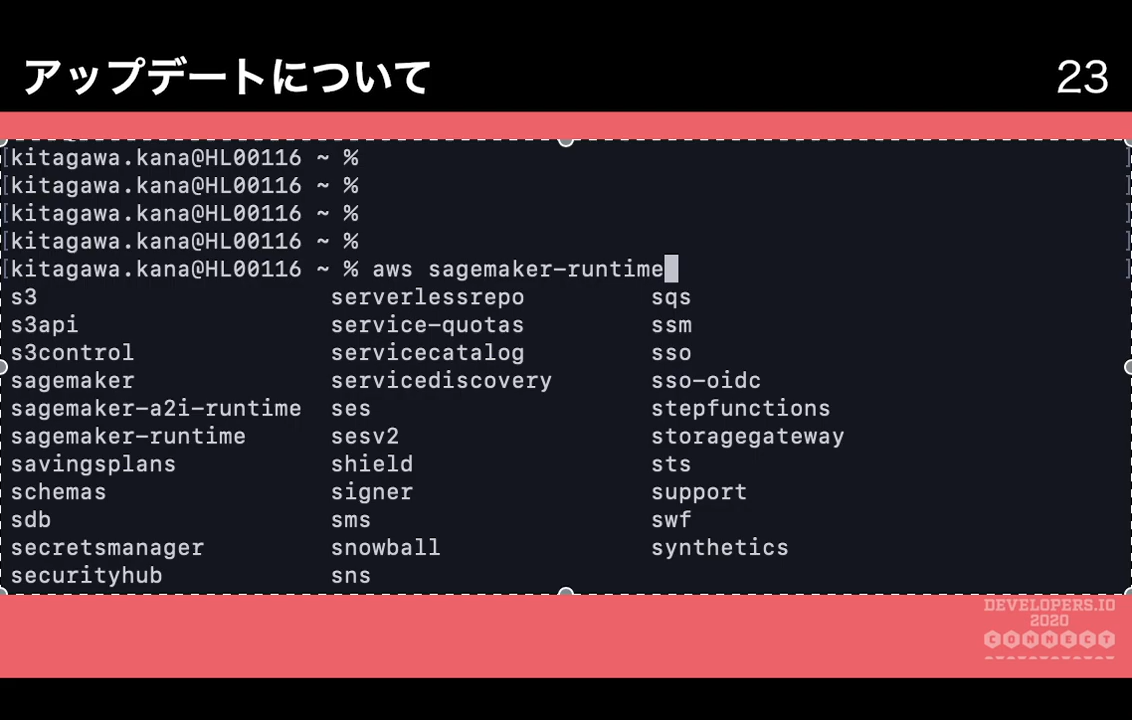 アップデートについて
23
[kitagawa.kana@HL00116 ~ % ]
[kitagawa.kana@HL00116 ~ % ]
[kitagawa.kana@HL00116 ~ % ]
[kitagawa.kana@HL00116 ~ % ]
[kitagawa.kana@HL00116 ~ % aws sagemaker-runtime ]
s3 serverlessrepo sqs
s3api service-quotas ssm
s3control servicecatalog sso
sagemaker servicediscovery sso-oidc
sagemaker-a2i-runtime ses stepfunctions
sagemaker-runtime sesv2 storagegateway
savingsplans shield sts
schemas signer support
sdb sms swf
secretsmanager snowball synthetics
securityhub sns
DEVELOPERS.IO
2020
CONNECT